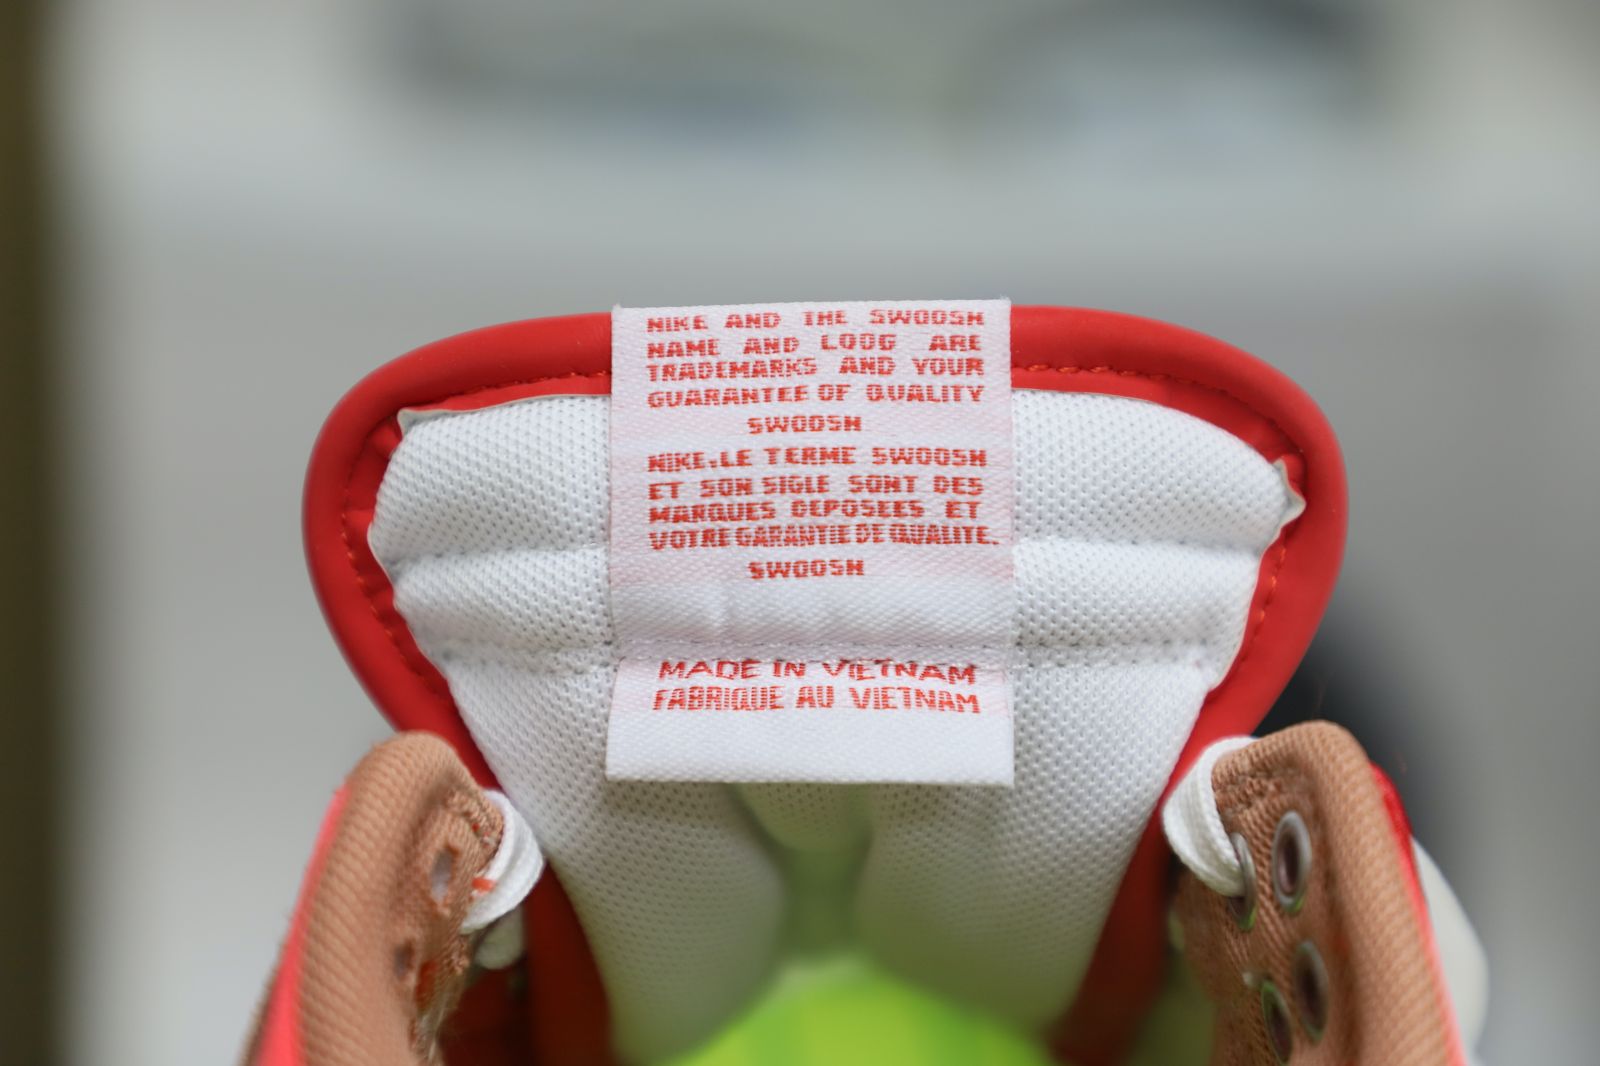 NIKE AND THE SWOOSH
NAME AND LOOG ARE
TRADEMARKS AND YOUR
GUARANTEE OF QUALITY
SWOOSH
NIKE, LE TERME SWOOSH
ET SON SIGLE SONT DES
MARQUES DEPOSEES ET
VOTRE GARANTIE DE QUALITE.
SWOOSH
MADE IN VIETNAM
FABRIQUE AU VIETNAM